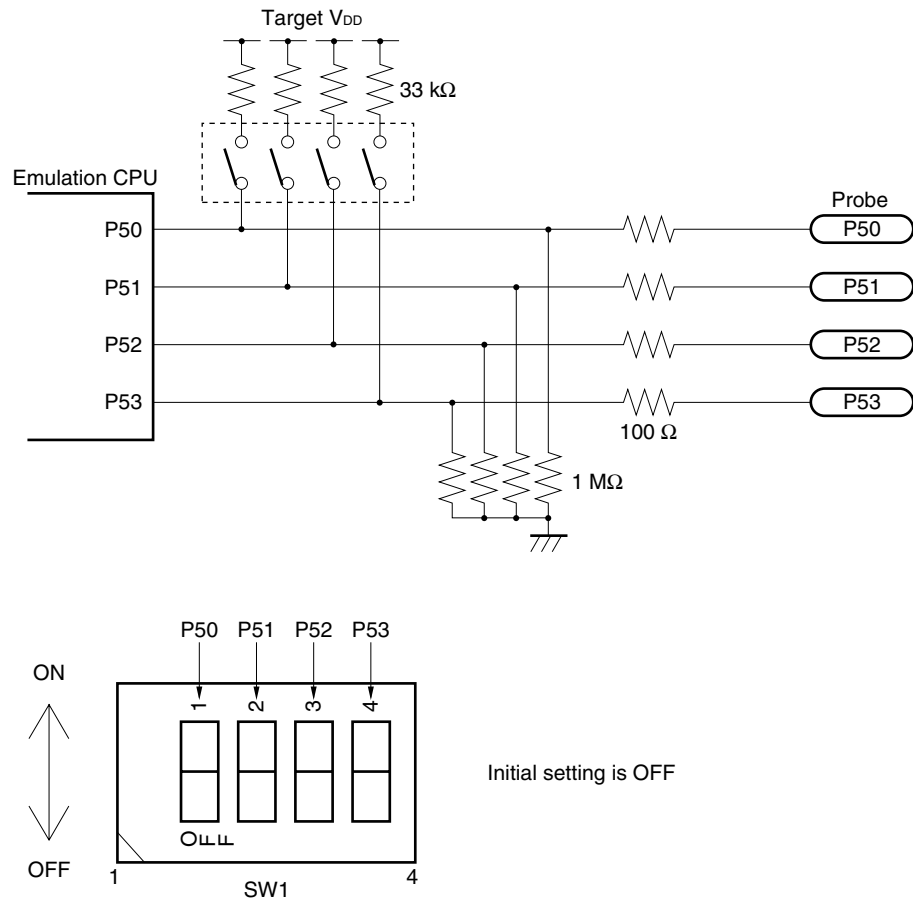 Target VDD
33 kΩ
Emulation CPU
Probe
P50
P50
P51
P51
P52
P52
P53
P53
100 Ω
1 MΩ
P50 P51 P52 P53
ON
1 2 3 4
Initial setting is OFF
OFF
OFF
1
4
SW1